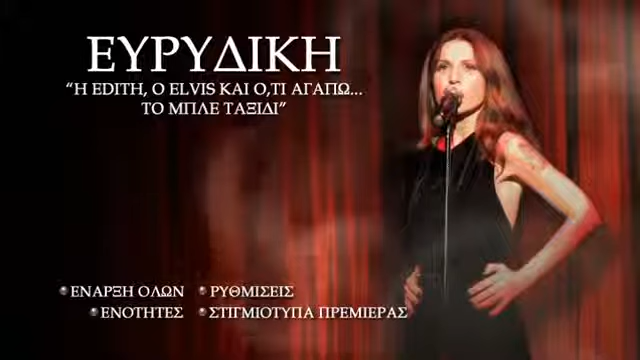 ΕΥΡΥΔΙΚΗ
“Η EDITH, Ο ELVIS ΚΑΙ Ο,ΤΙ ΑΓΑΠΩ...
ΤΟ ΜΠΛΕ ΤΑΞΙΔΙ”
ΕΝΑΡΞΗ ΟΛΩΝ
ΡΥΘΜΙΣΕΙΣ
ΕΝΟΤΗΤΕΣ
ΣΤΙΓΜΙΟΤΥΠΑ ΠΡΕΜΙΕΡΑΣ